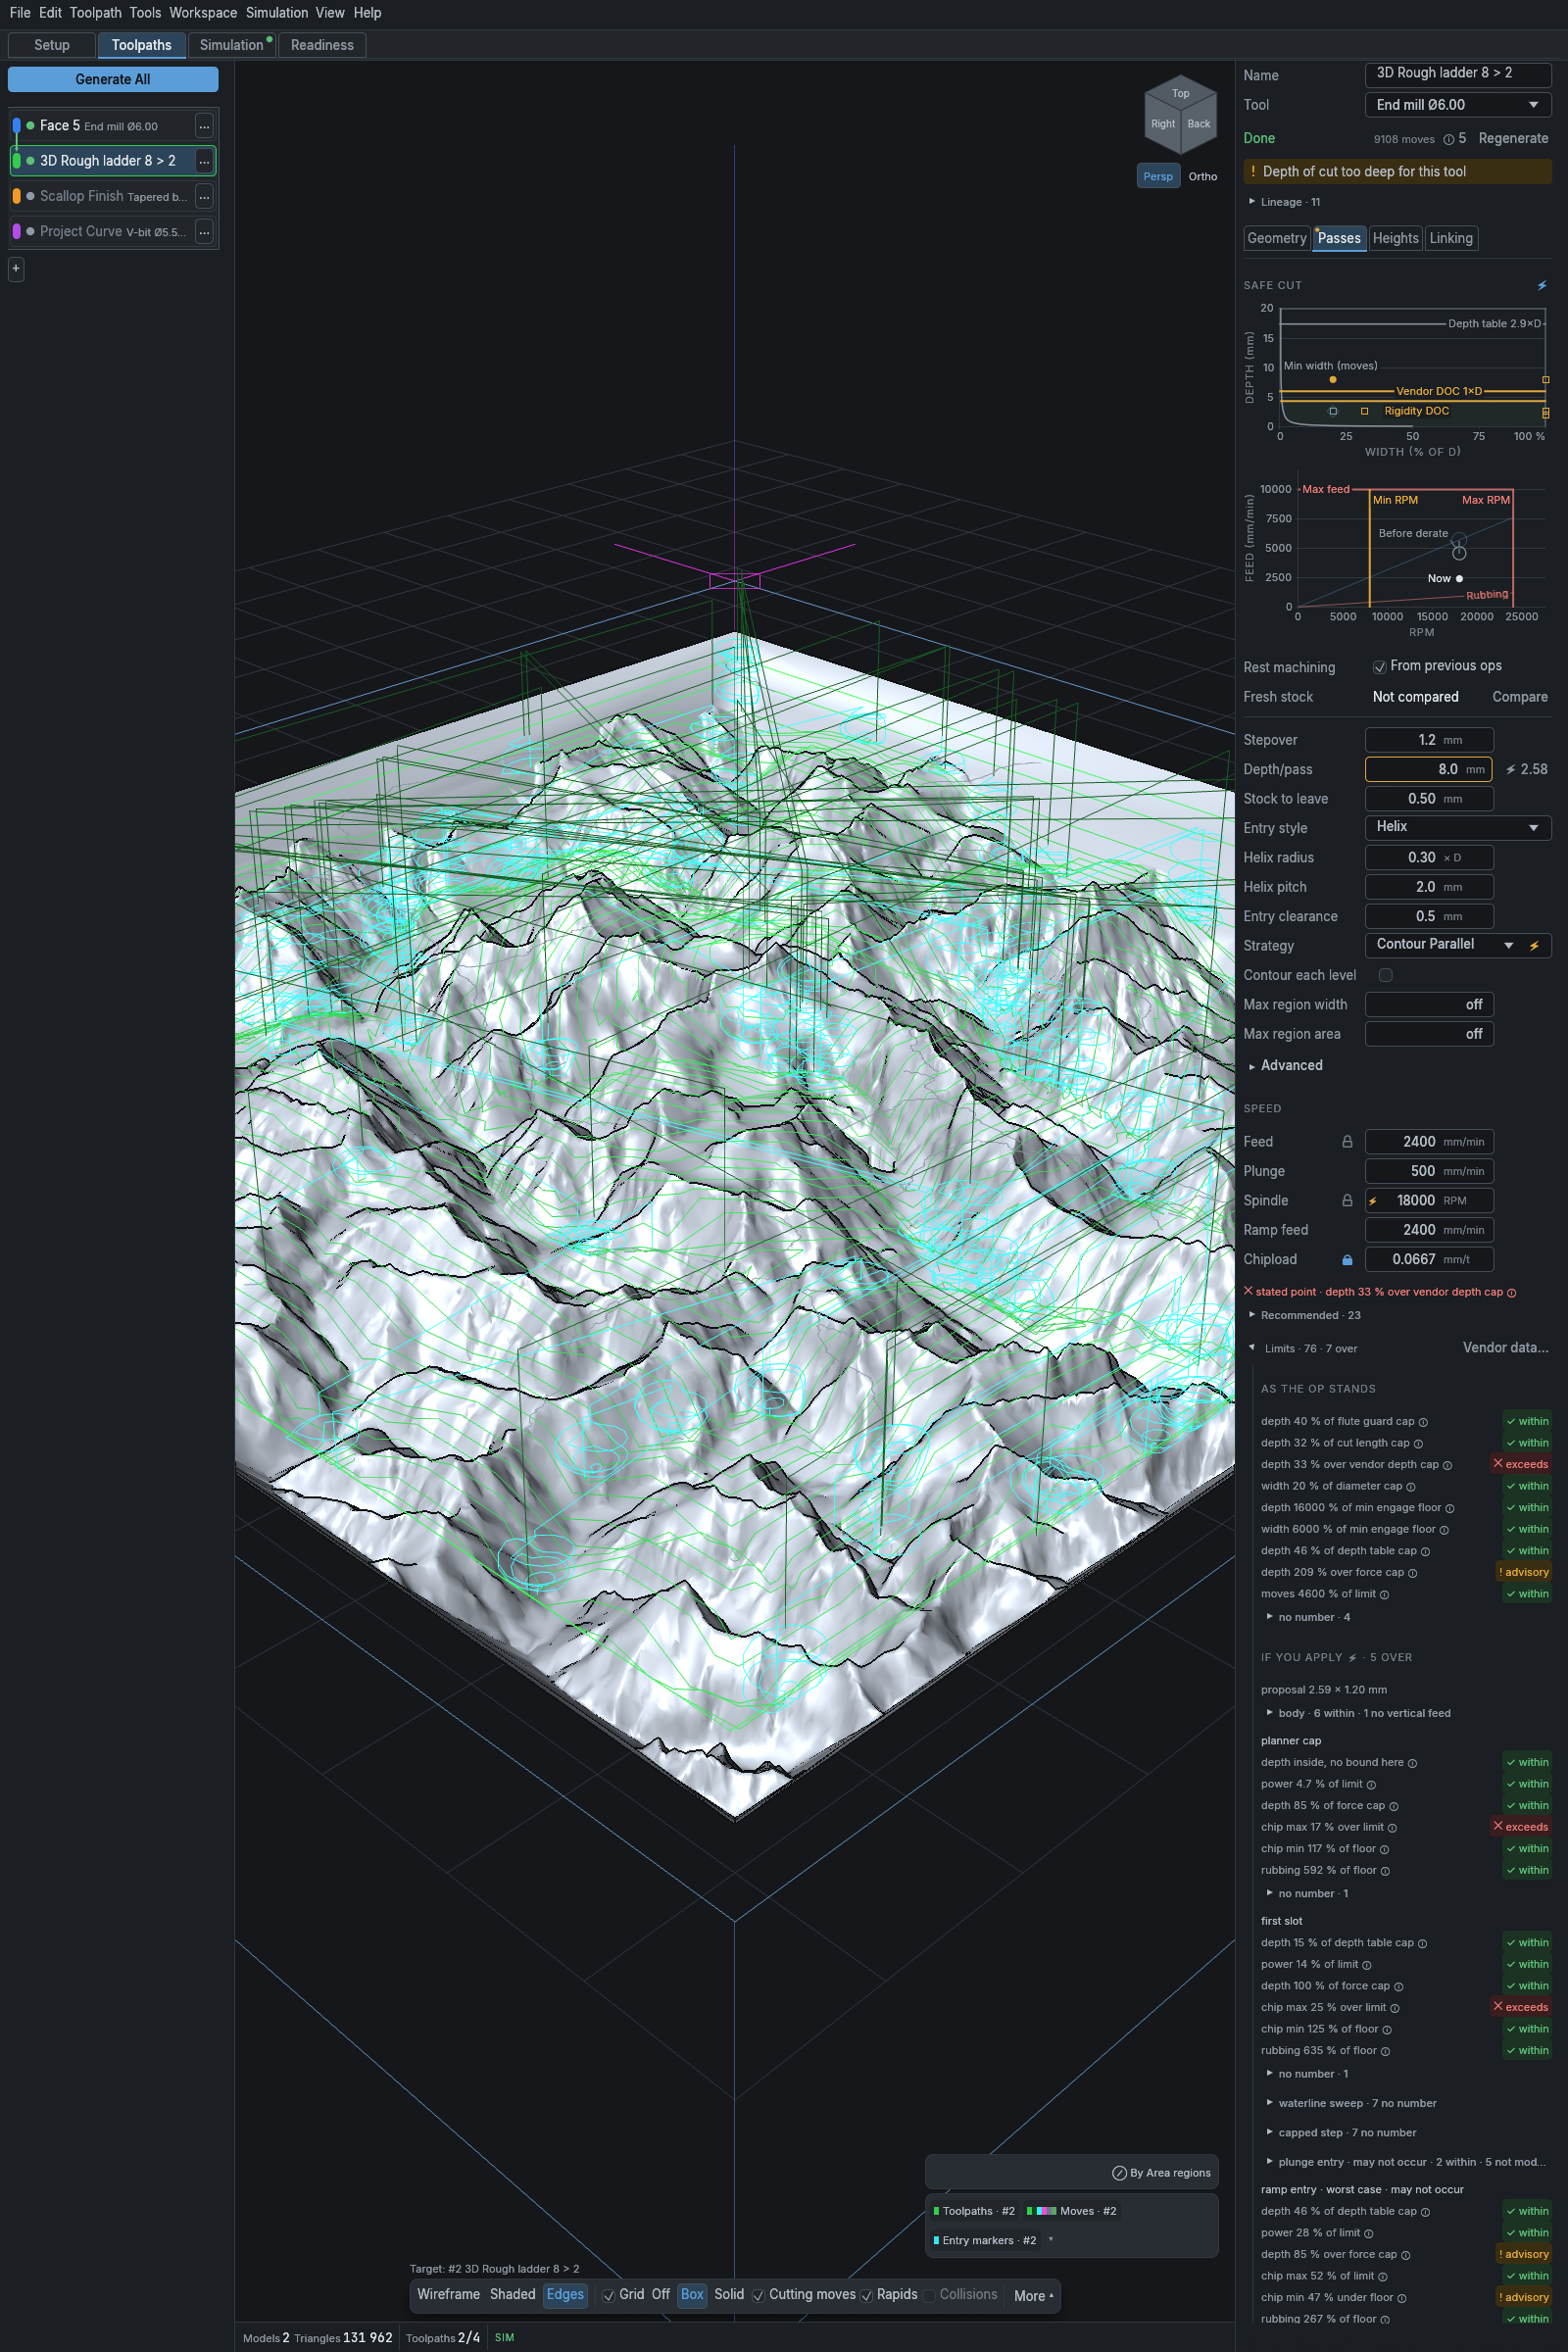 File Edit Toolpath Tools Workspace Simulation View Help
Setup Toolpaths Simulation Readiness
Generate All
Face 5 End mill Ø6.00 ...
3D Rough ladder 8 > 2 ...
Scallop Finish Tapered b... ...
Project Curve V-bit Ø5.5... ...
+
Top
Right Back
Persp Ortho
Name 3D Rough ladder 8 > 2
Tool End mill Ø6.00
Done 9108 moves 5 Regenerate
! Depth of cut too deep for this tool
Lineage · 11
Geometry Passes Heights Linking
SAFE CUT
20
Depth table 2.9×D
15
Min width (moves)
10
Vendor DOC 1×D
5
Rigidity DOC
0
DEPTH (mm)
0 25 50 75 100 %
WIDTH (% OF D)
10000 Max feed
Min RPM Max RPM
7500
Before derate
5000
2500 Now
Rubbing
0
FEED (mm/min)
0 5000 10000 15000 20000 25000
RPM
Rest machining From previous ops
Fresh stock Not compared Compare
Stepover 1.2 mm
Depth/pass 8.0 mm 2.58
Stock to leave 0.50 mm
Entry style Helix
Helix radius 0.30 × D
Helix pitch 2.0 mm
Entry clearance 0.5 mm
Strategy Contour Parallel
Contour each level
Max region width off
Max region area off
Advanced
SPEED
Feed 2400 mm/min
Plunge 500 mm/min
Spindle 18000 RPM
Ramp feed 2400 mm/min
Chipload 0.0667 mm/t
stated point · depth 33 % over vendor depth cap
Recommended · 23
Limits · 76 · 7 over Vendor data...
AS THE OP STANDS
depth 40 % of flute guard cap within
depth 32 % of cut length cap within
depth 33 % over vendor depth cap exceeds
width 20 % of diameter cap within
depth 16000 % of min engage floor within
width 6000 % of min engage floor within
depth 46 % of depth table cap within
depth 209 % over force cap ! advisory
moves 4600 % of limit within
no number · 4
IF YOU APPLY · 5 OVER
proposal 2.59 × 1.20 mm
body · 6 within · 1 no vertical feed
planner cap
depth inside, no bound here within
power 4.7 % of limit within
depth 85 % of force cap within
chip max 17 % over limit exceeds
chip min 117 % of floor within
rubbing 592 % of floor within
no number · 1
first slot
depth 15 % of depth table cap within
power 14 % of limit within
depth 100 % of force cap within
chip max 25 % over limit exceeds
chip min 125 % of floor within
rubbing 635 % of floor within
no number · 1
waterline sweep · 7 no number
capped step · 7 no number
plunge entry · may not occur · 2 within · 5 not mod...
ramp entry · worst case · may not occur
depth 46 % of depth table cap within
power 28 % of limit within
depth 85 % over force cap ! advisory
chip max 52 % of limit within
chip min 47 % under floor ! advisory
rubbing 267 % of floor within
By Area regions
Toolpaths · #2 Moves · #2
Entry markers · #2
Target: #2 3D Rough ladder 8 > 2
Wireframe Shaded Edges Grid Off Box Solid Cutting moves Rapids Collisions More
Models 2 Triangles 131 962 Toolpaths 2/4 SIM